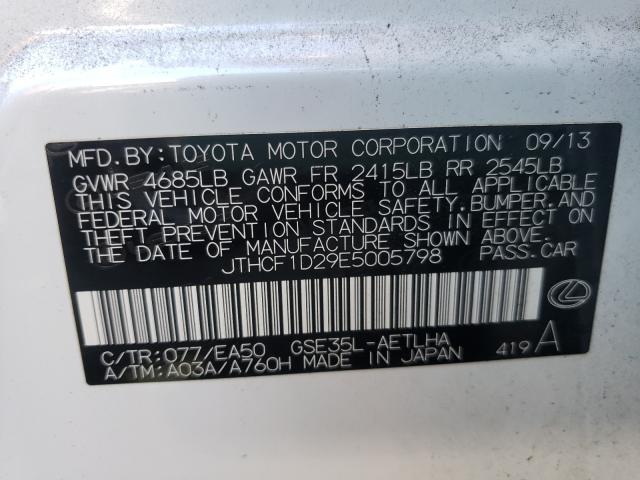 MFD.BY:TOYOTA MOTOR CORPORATION 09/13
GVWR 4685LB GAWR FR 2415LB RR 2545LB
THIS VEHICLE CONFORMS TO ALL APPLICABLE
FEDERAL MOTOR VEHICLE SAFETY,BUMPER,AND
THEFT PREVENTION STANDARDS IN EFFECT ON
THE DATE OF MANUFACTURE SHOWN ABOVE.
JTHCF1D29E5005798 PASS.CAR
C/TR:077/EA50 GSE35L-AETLHA
A/TM:A03A/A760H MADE IN JAPAN 419 A